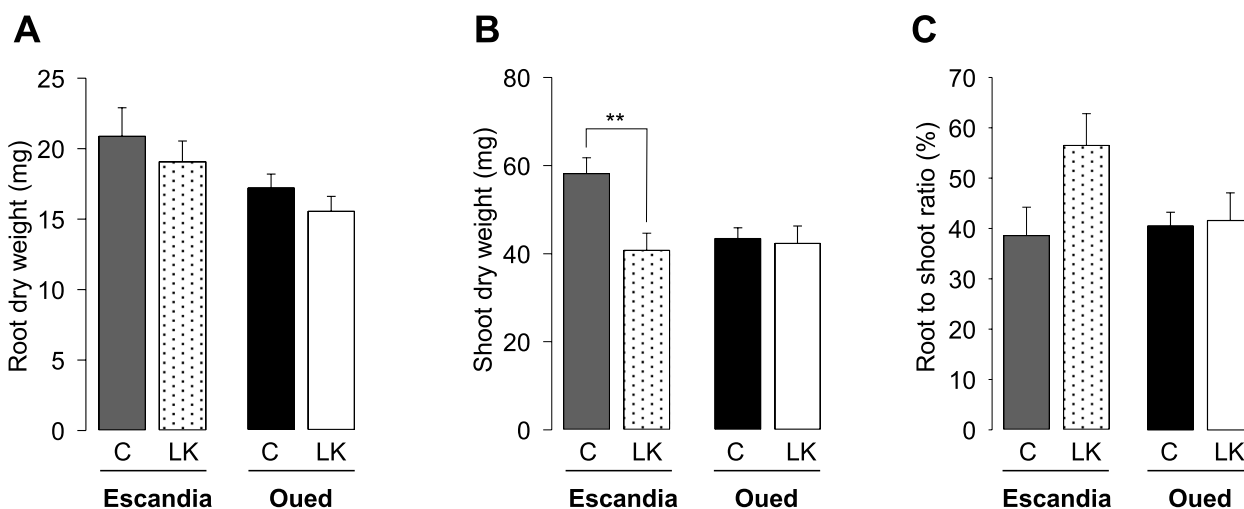 A
Root dry weight (mg)
25
20
15
10
5
0
C LK C LK
Escandia Oued
B
Shoot dry weight (mg)
80
60
40
20
0
**
C LK C LK
Escandia Oued
C
Root to shoot ratio (%)
70
60
50
40
30
20
10
0
C LK C LK
Escandia Oued